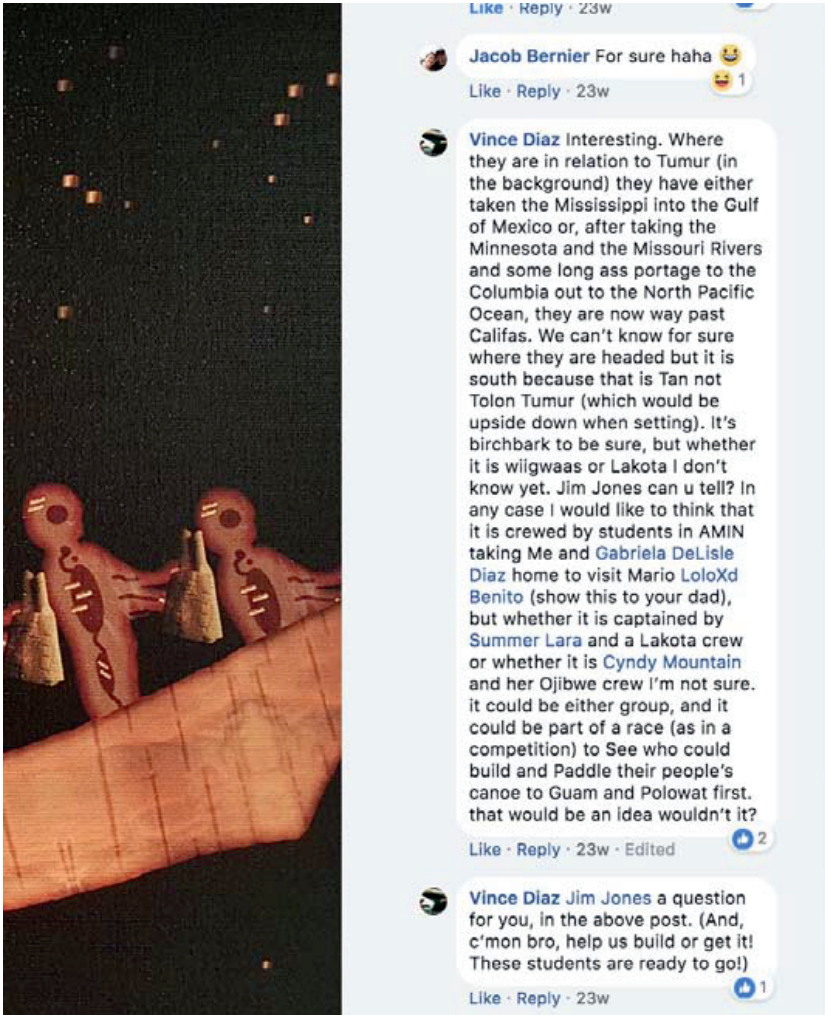 Like · Reply · 23w
Jacob Bernier For sure haha 😆
😆 1
Like · Reply · 23w
Vince Diaz Interesting. Where
they are in relation to Tumur (in
the background) they have either
taken the Mississippi into the Gulf
of Mexico or, after taking the
Minnesota and the Missouri Rivers
and some long ass portage to the
Columbia out to the North Pacific
Ocean, they are now way past
Califas. We can't know for sure
where they are headed but it is
south because that is Tan not
Tolon Tumur (which would be
upside down when setting). It's
birchbark to be sure, but whether
it is wiigwaas or Lakota I don't
know yet. Jim Jones can u tell? In
any case I would like to think that
it is crewed by students in AMIN
taking Me and Gabriela DeLisle
Diaz home to visit Mario LoloXd
Benito (show this to your dad),
but whether it is captained by
Summer Lara and a Lakota crew
or whether it is Cyndy Mountain
and her Ojibwe crew I'm not sure.
it could be either group, and it
could be part of a race (as in a
competition) to See who could
build and Paddle their people's
canoe to Guam and Polowat first.
that would be an idea wouldn't it?
2
Like · Reply · 23w · Edited
Vince Diaz Jim Jones a question
for you, in the above post. (And,
c'mon bro, help us build or get it!
These students are ready to go!)
1
Like · Reply · 23w